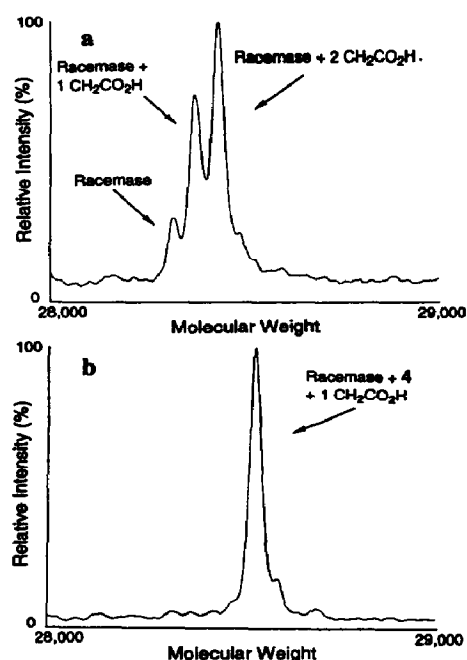 100
a
Racemase +
1 CH₂CO₂H
Racemase + 2 CH₂CO₂H.
Racemase
Relative Intensity (%)
0
28,000
29,000
Molecular Weight
100
b
Racemase + 4
+ 1 CH₂CO₂H
Relative Intensity (%)
0
28,000
29,000
Molecular Weight